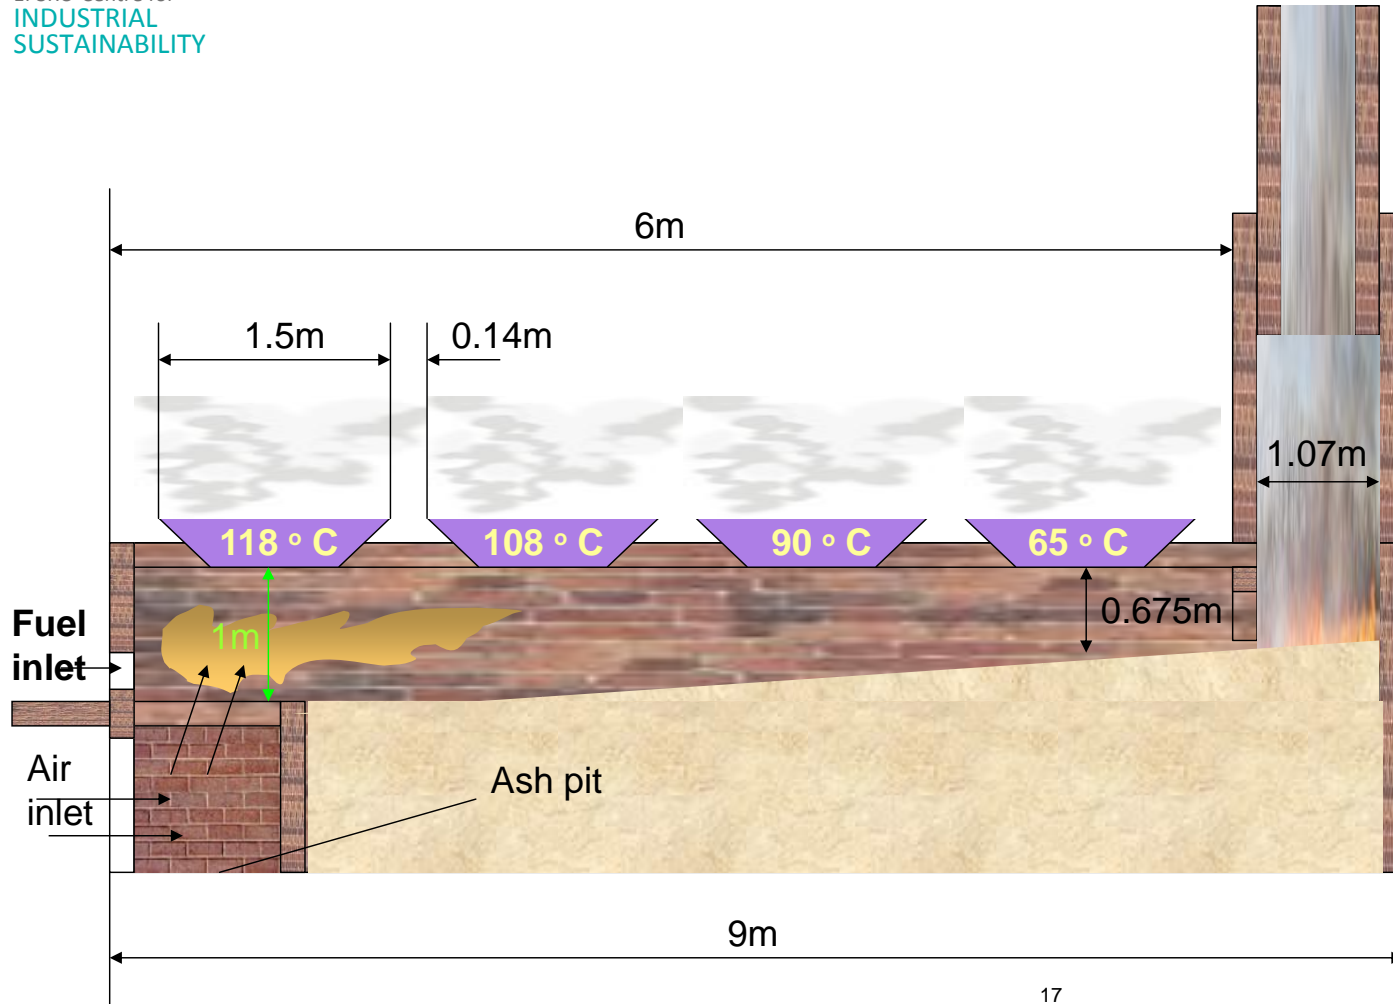 INDUSTRIAL
SUSTAINABILITY
6m
1.5m
0.14m
1.07m
118 o C
108 o C
90 o C
65 o C
0.675m
1m
Fuel
inlet
Air
inlet
Ash pit
9m
17